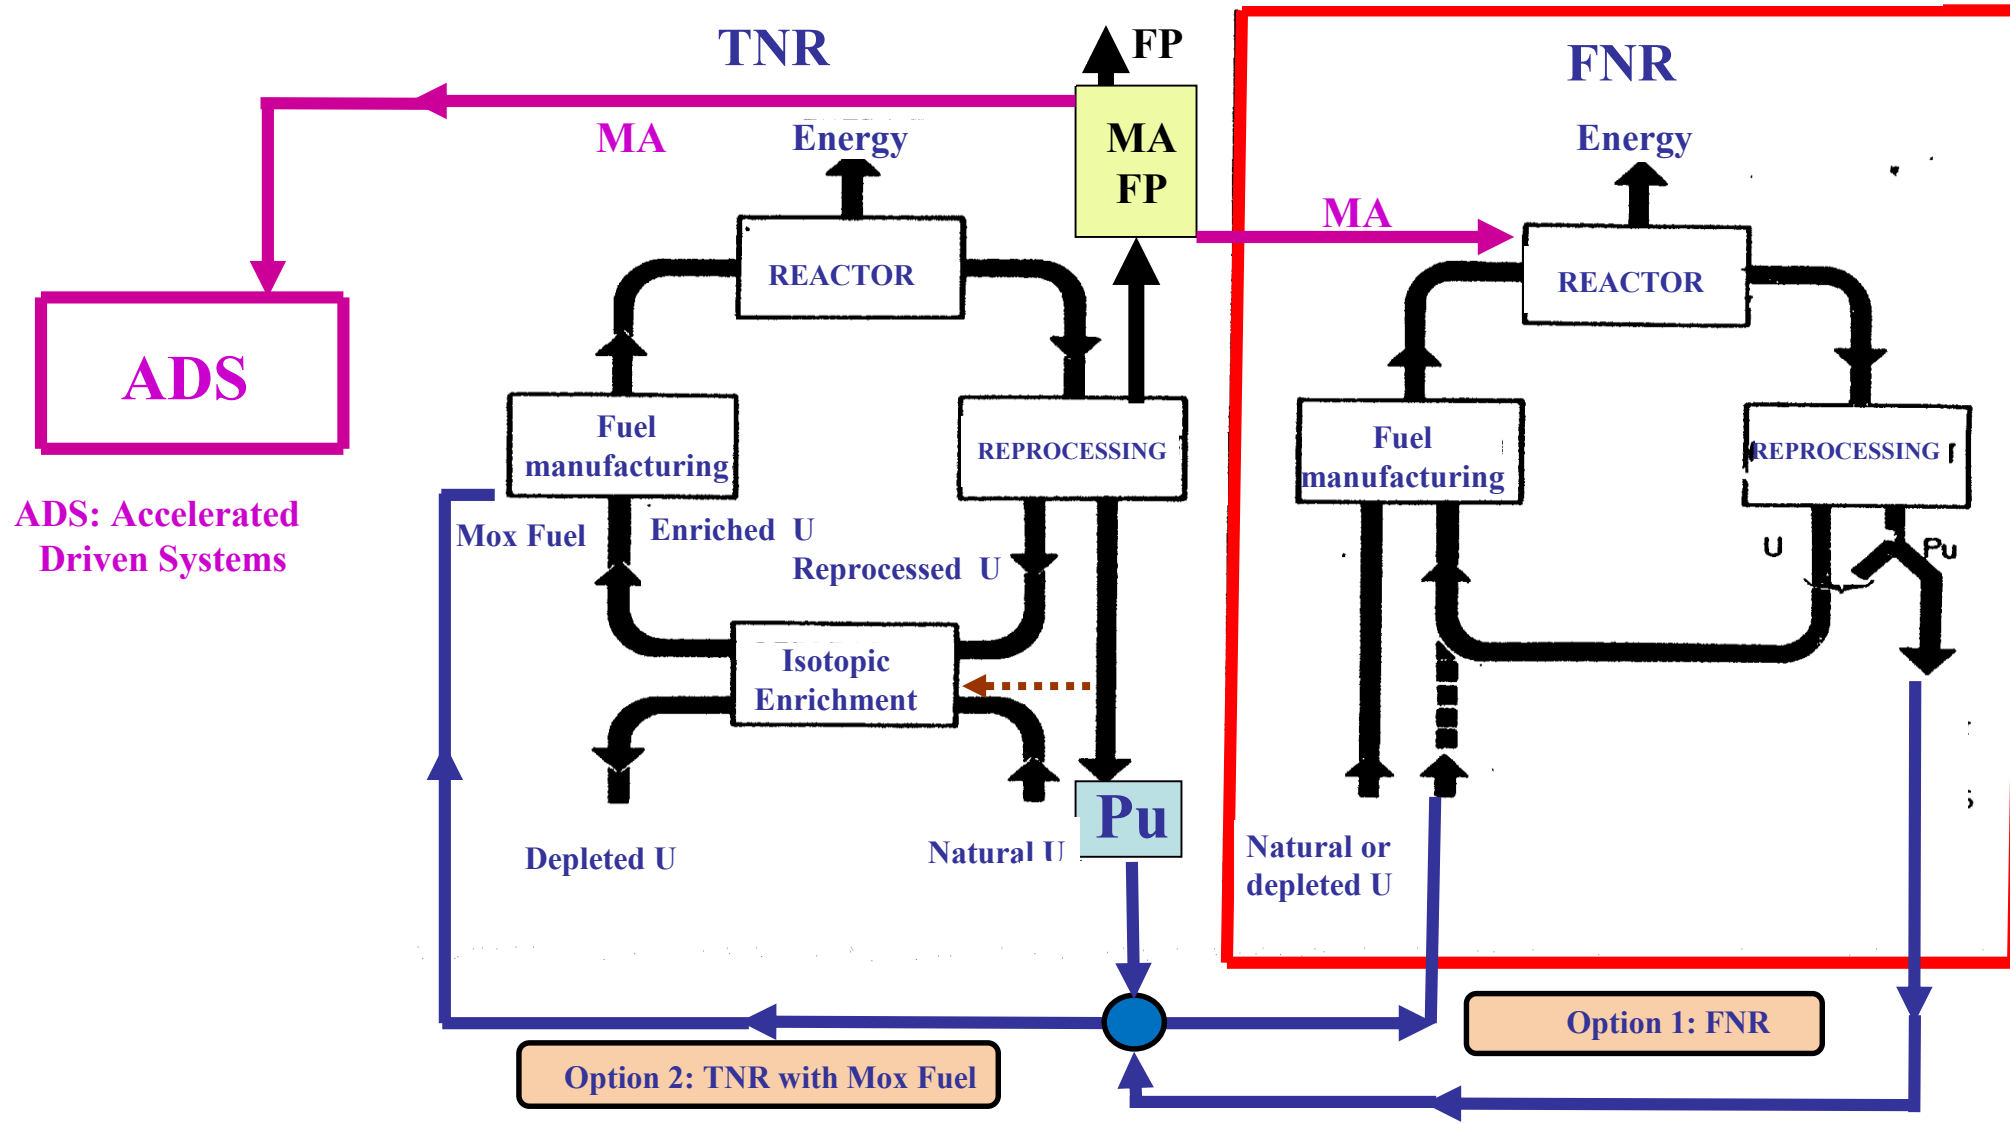 TNR
FP
FNR
MA
Energy
MA
FP
Energy
MA
REACTOR
REACTOR
ADS
Fuel
manufacturing
REPROCESSING
Fuel
manufacturing
REPROCESSING
ADS: Accelerated
Driven Systems
Mox Fuel
Enriched U
Reprocessed U
U
Pu
Isotopic
Enrichment
Pu
Depleted U
Natural U
Natural or
depleted U
Option 1: FNR
Option 2: TNR with Mox Fuel